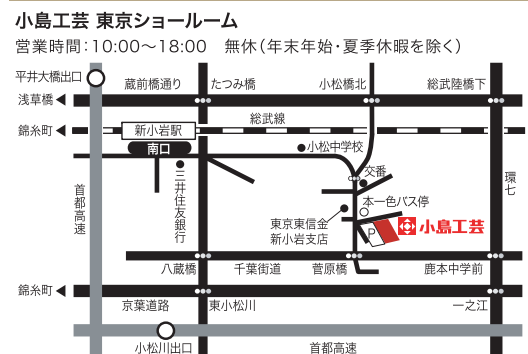 小島工芸 東京ショールーム
営業時間：10:00〜18:00　無休（年末年始・夏季休暇を除く）
平井大橋出口
蔵前橋通り
たつみ橋
小松橋北
総武陸橋下
浅草橋
総武線
錦糸町
新小岩駅
南口
小松中学校
三井住友銀行
交番
環七
首都高速
本一色バス停
東京東信金
新小岩支店
P
小島工芸
八蔵橋
千葉街道
菅原橋
鹿本中学前
錦糸町
京葉道路
東小松川
一之江
小松川出口
首都高速